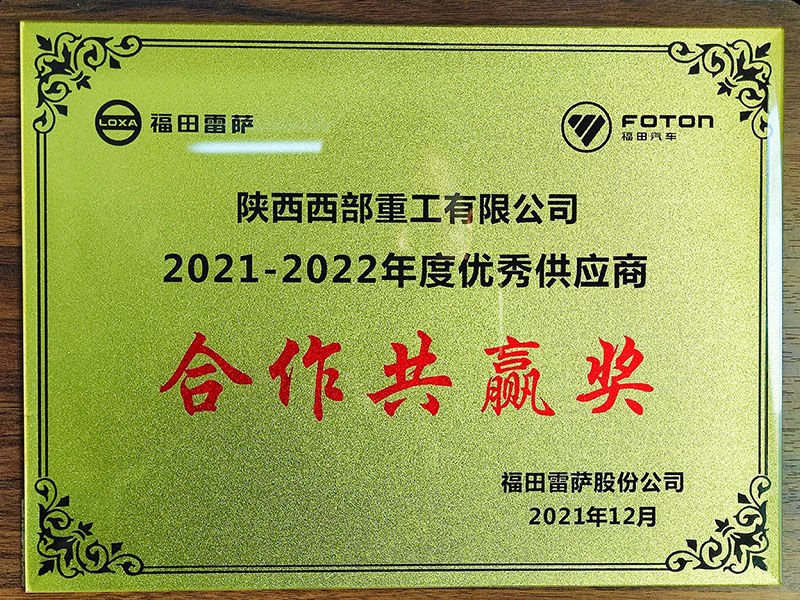 LOXA 福田雷萨
FOTON
福田汽车
陕西西部重工有限公司
2021-2022年度优秀供应商
合作共赢奖
福田雷萨股份公司
2021年12月